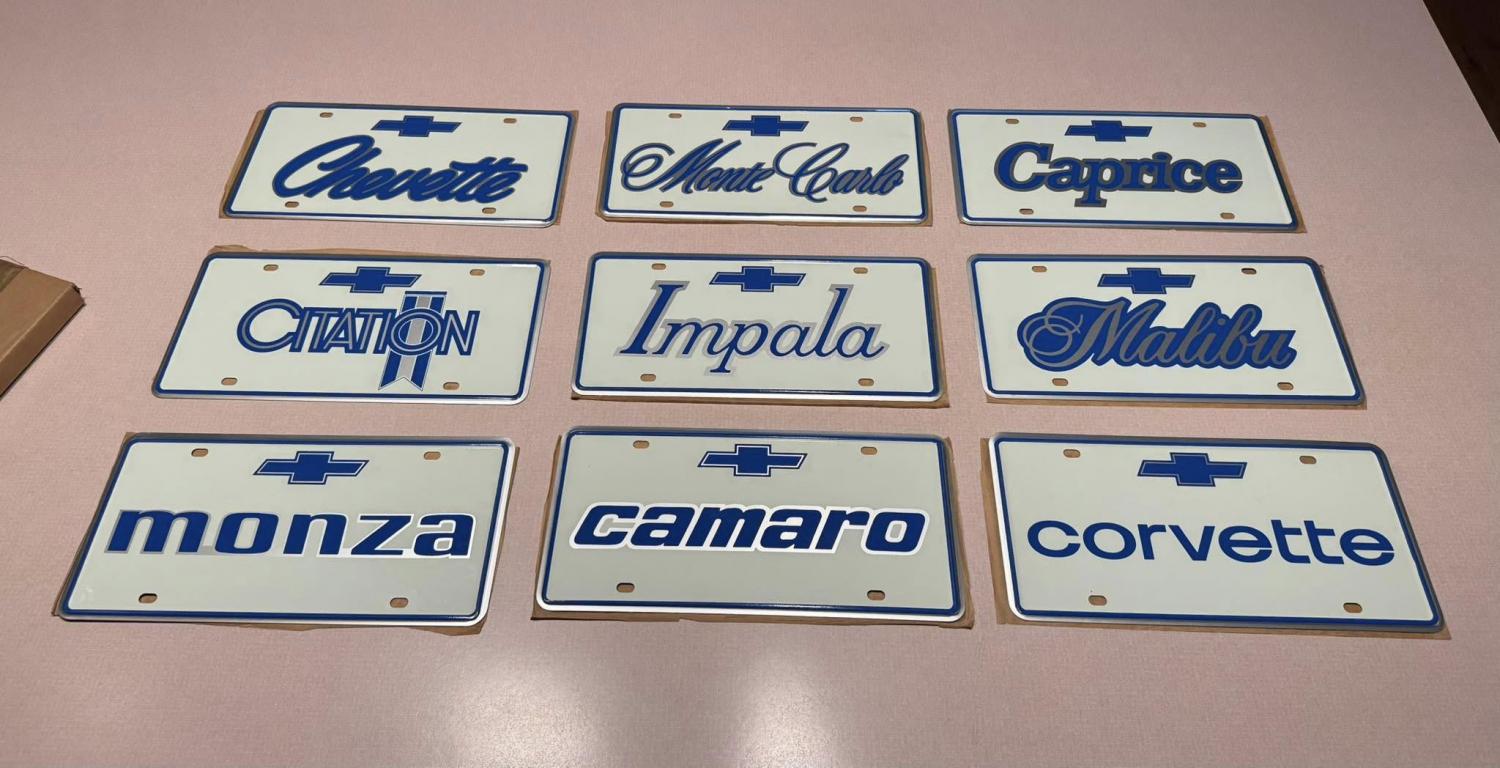 Chevette
Monte Carlo
Caprice
CITATION
Impala
Malibu
monza
camaro
corvette